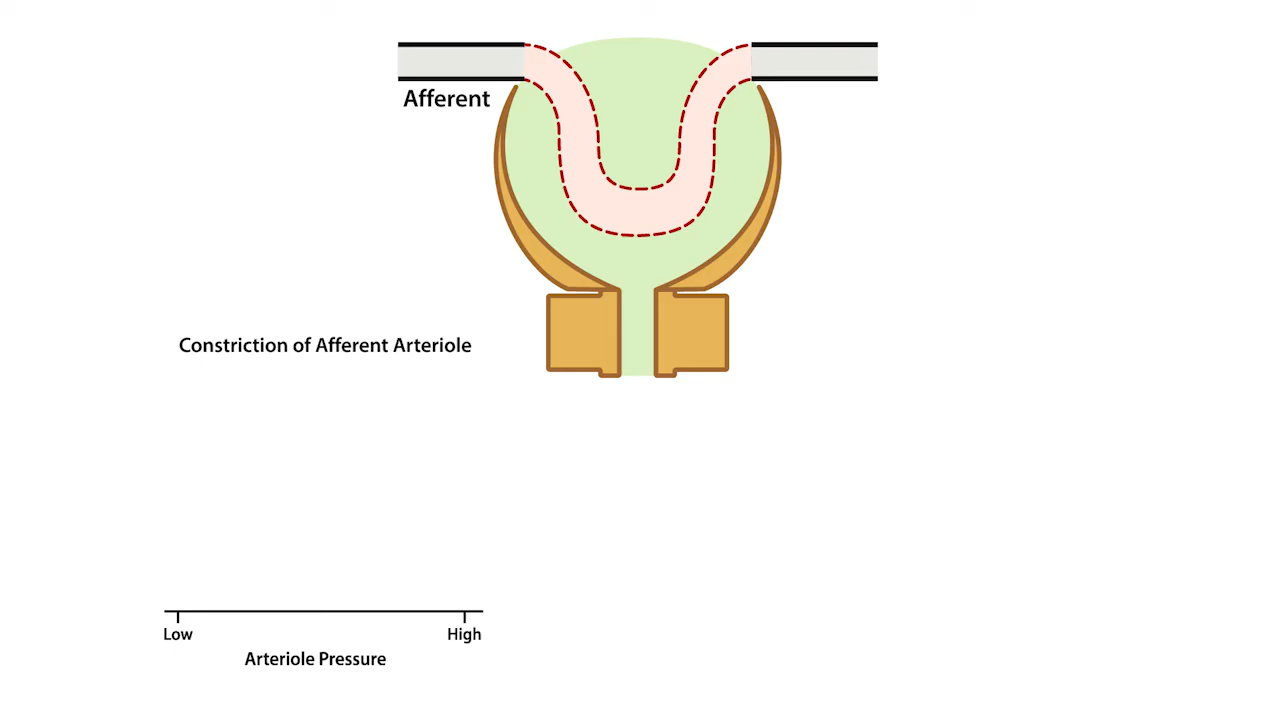 Afferent
Constriction of Afferent Arteriole
Low
High
Arteriole Pressure